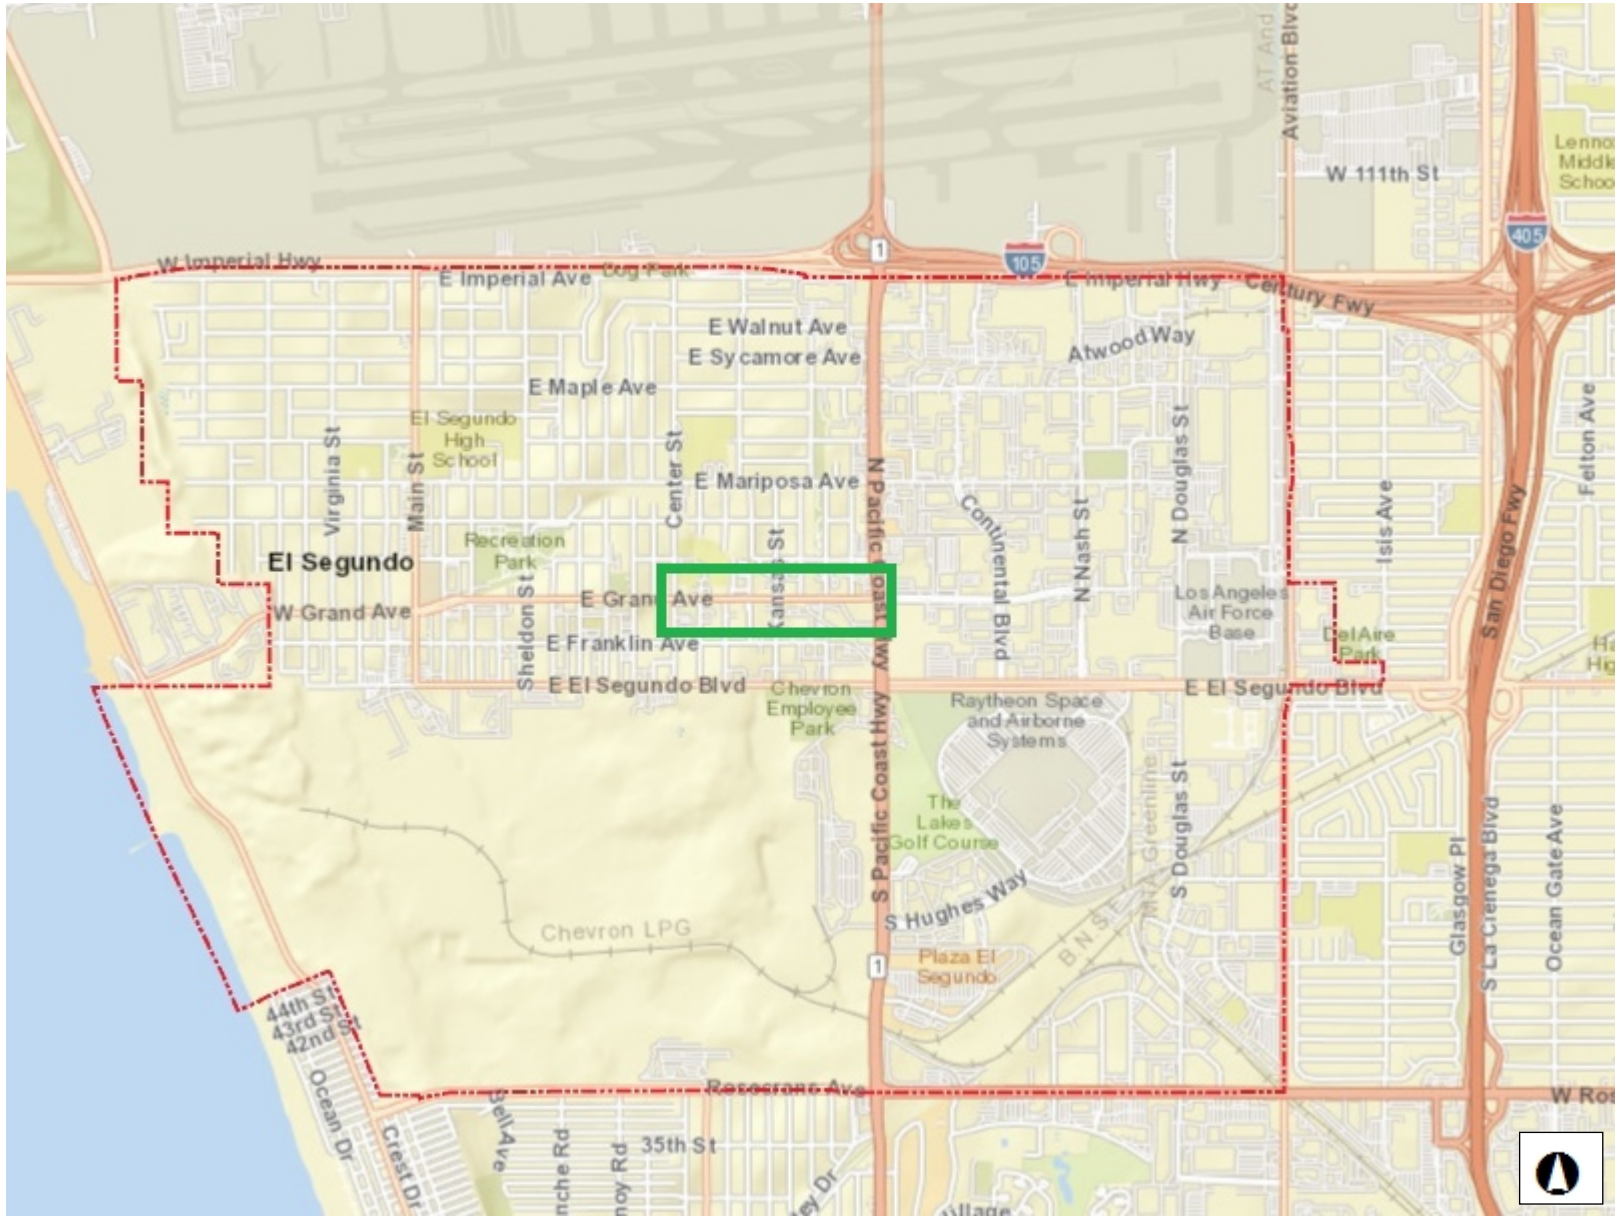 AT And
Aviation Blvd
W 111th St
Middle
School
1
405
105
W Imperial Hwy
E Imperial Ave
Dog Park
E Imperial Hwy
Century Fwy
E Walnut Ave
E Sycamore Ave
Atwood Way
E Maple Ave
El Segundo
High
School
Virginia St
Main St
Center St
E Mariposa Ave
N Pacific Coast Hwy
Continental Blvd
N Nash St
N Douglas St
Isis Ave
Felton Ave
San Diego Fwy
Recreation
Park
El Segundo
Kansas St
Sheldon St
W Grand Ave
E Grand Ave
Los Angeles
Air Force
Base
Del Aire
Park
E Franklin Ave
E El Segundo Blvd
E El Segundo Blvd
Chevron
Employee
Park
Raytheon Space
and Airborne
Systems
S Pacific Coast Hwy
The
Lakes
Golf Course
S Douglas St
Glasgow Pl
S La Cienega Blvd
Ocean Gate Ave
S Hughes Way
Chevron LPG
B N S F
Plaza El
Segundo
1
44th St
43rd St
42nd St
Rosecrans Ave
W Ros
Ocean Dr
Crest Dr
Bell Ave
35th St